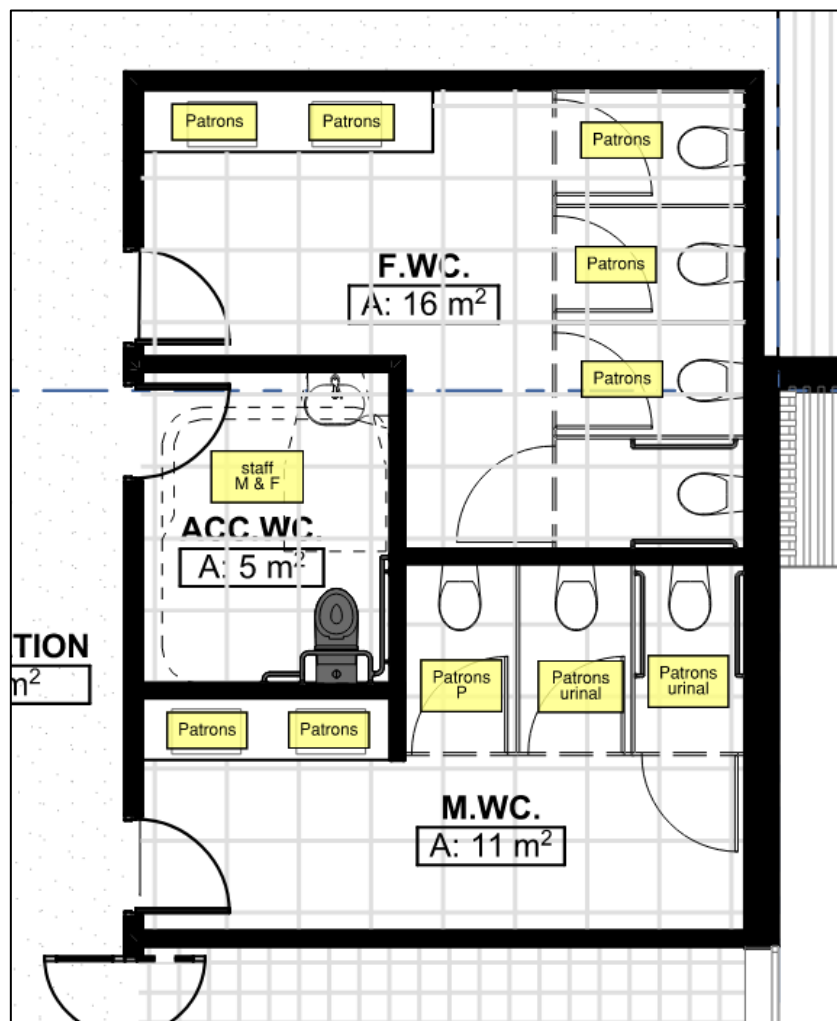 Patrons
Patrons
Patrons
F.WC.
A: 16 m²
Patrons
Patrons
staff
M & F
ACC.WC.
A: 5 m²
TION
m²
Patrons
P
Patrons
urinal
Patrons
urinal
Patrons
Patrons
M.WC.
A: 11 m²